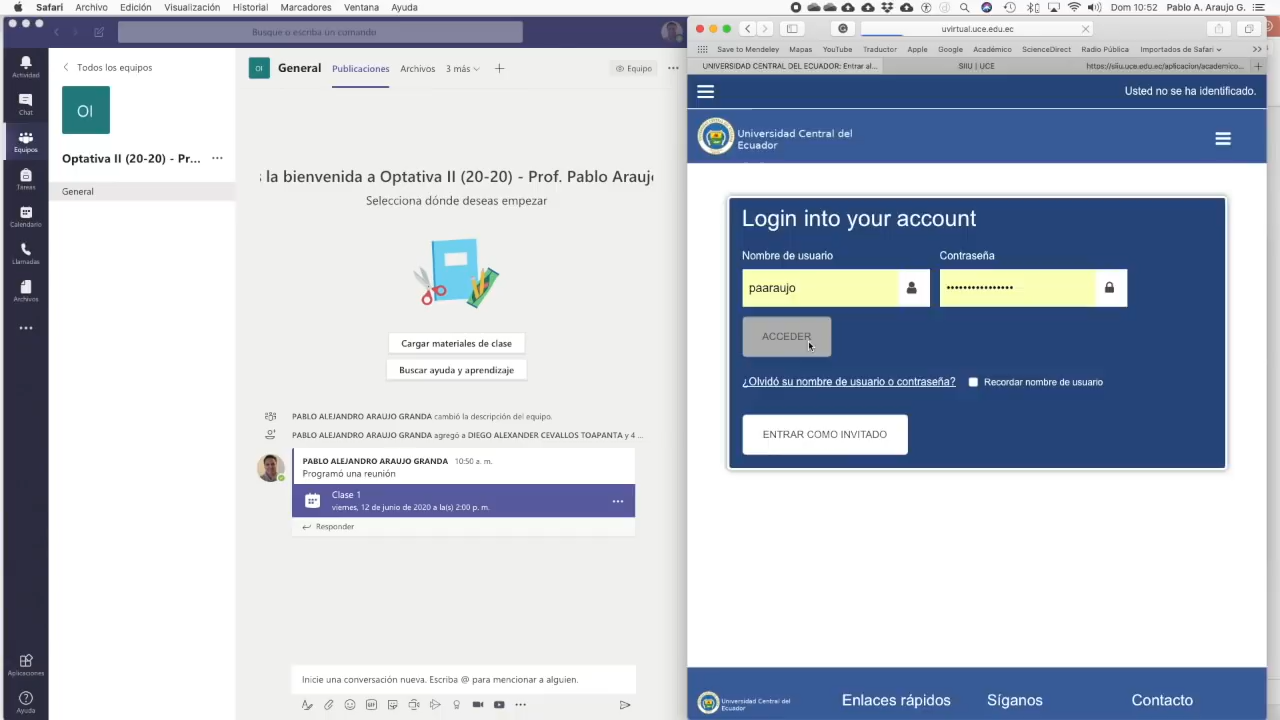 Safari Archivo Edición Visualización Historial Marcadores Ventana Ayuda
Dom 10:52 Pablo A. Araujo G.
Busque o escriba un comando
Actividad
Chat
Equipos
Tareas
Calendario
Llamadas
Archivos
Aplicaciones
Ayuda
Todos los equipos
OI
Optativa II (20-20) - Pr... ...
General
OI General Publicaciones Archivos 3 más
Equipo
s la bienvenida a Optativa II (20-20) - Prof. Pablo Arauj
Selecciona dónde deseas empezar
Cargar materiales de clase
Buscar ayuda y aprendizaje
PABLO ALEJANDRO ARAUJO GRANDA cambió la descripción del equipo.
PABLO ALEJANDRO ARAUJO GRANDA agregó a DIEGO ALEXANDER CEVALLOS TOAPANTA y 4 ...
PABLO ALEJANDRO ARAUJO GRANDA 10:50 a. m.
Programó una reunión
Clase 1
viernes, 12 de junio de 2020 a la(s) 2:00 p. m.
Responder
Inicie una conversación nueva. Escriba @ para mencionar a alguien.
uvirtual.uce.edu.ec
Save to Mendeley Mapas YouTube Traductor Apple Google Académico ScienceDirect Radio Pública Importados de Safari
UNIVERSIDAD CENTRAL DEL ECUADOR: Entrar al... SIIU | UCE https://siiu.uce.edu.ec/aplicacion/academico...
Usted no se ha identificado.
Universidad Central del
Ecuador
Login into your account
Nombre de usuario Contraseña
paaraujo ••••••••••••••••
ACCEDER
¿Olvidó su nombre de usuario o contraseña? Recordar nombre de usuario
ENTRAR COMO INVITADO
Universidad Central del
Ecuador
Enlaces rápidos Síganos Contacto